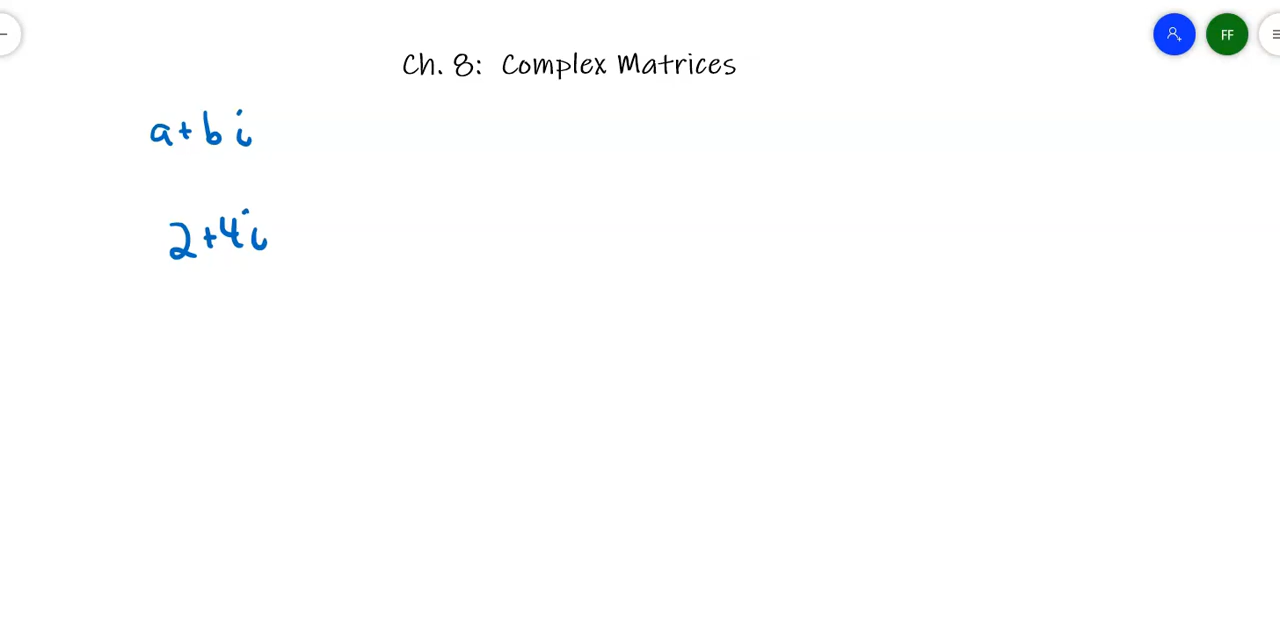 FF
Ch. 8: Complex Matrices
a+bi
2+4i